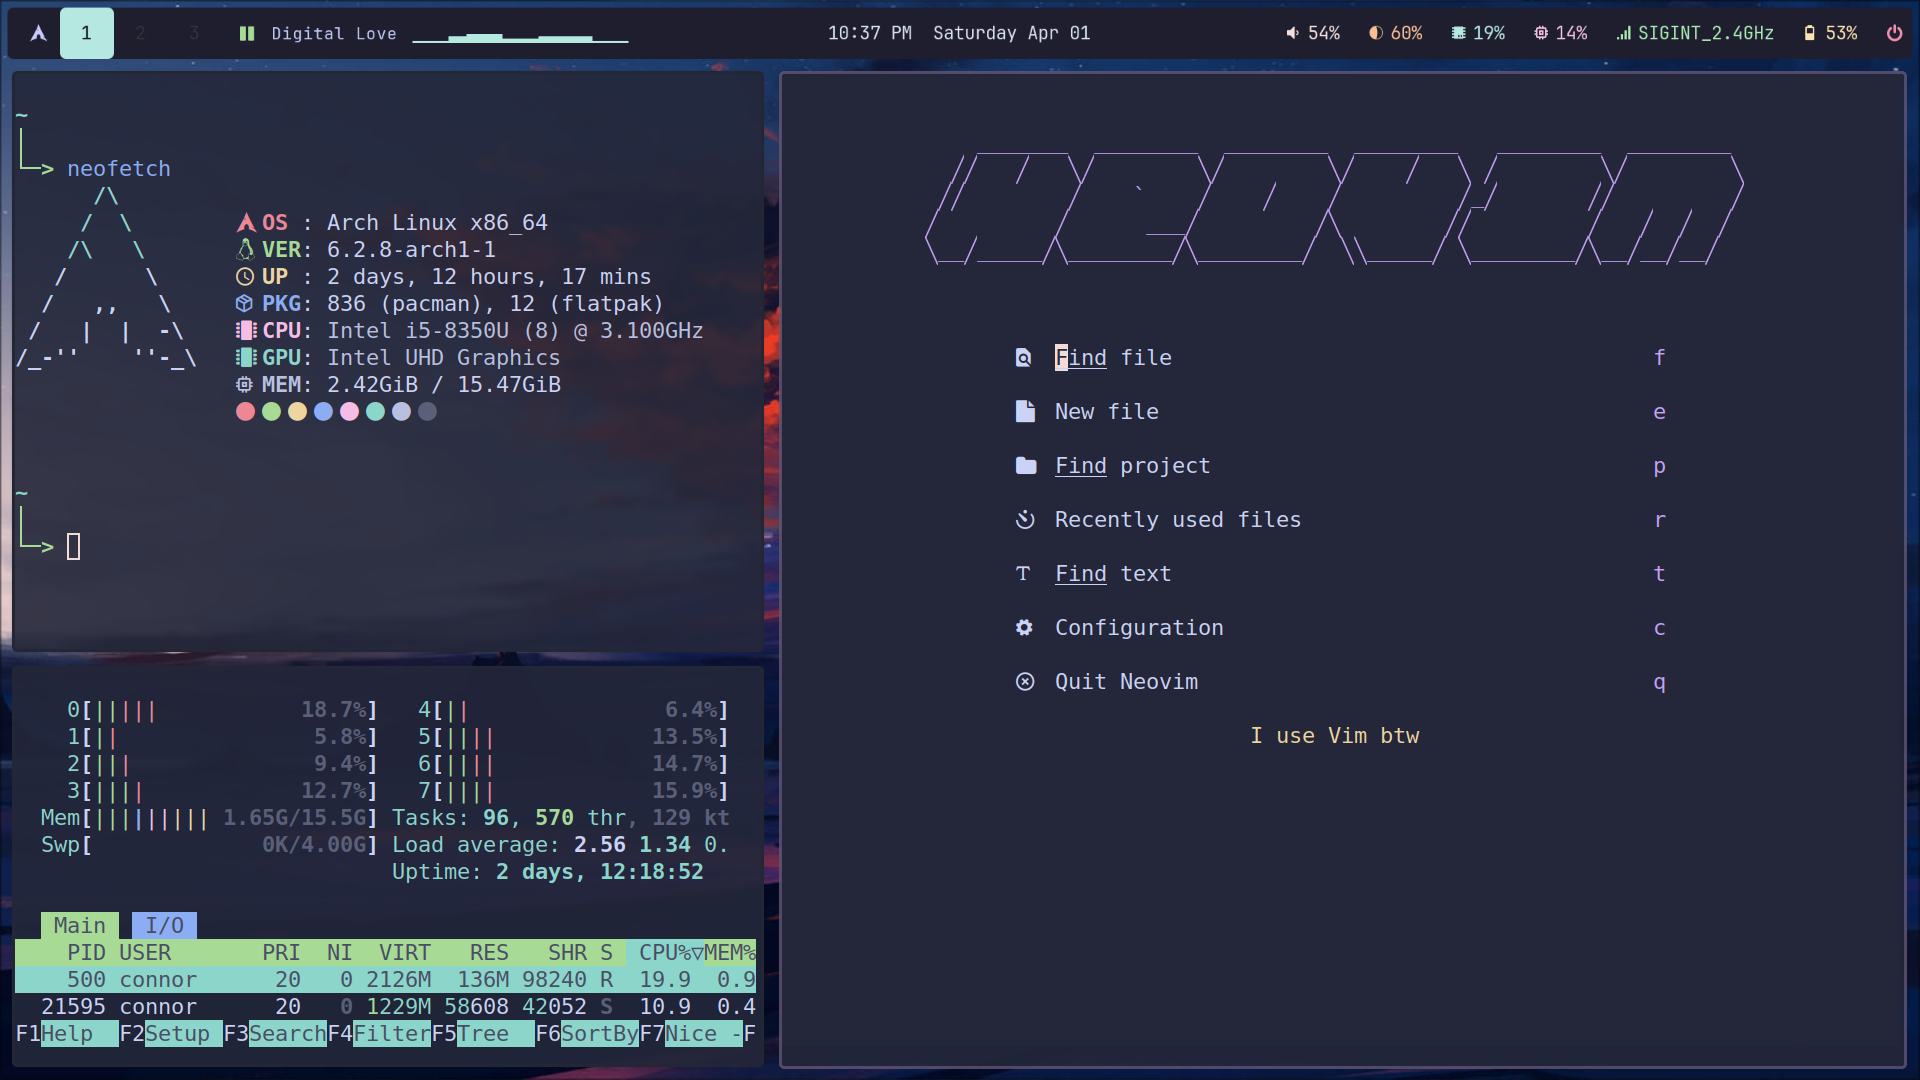 1 2 3 Digital Love 10:37 PM Saturday Apr 01 54% 60% 19% 14% SIGINT_2.4GHz 53%
~
> neofetch
OS : Arch Linux x86_64
VER: 6.2.8-arch1-1
UP : 2 days, 12 hours, 17 mins
PKG: 836 (pacman), 12 (flatpak)
CPU: Intel i5-8350U (8) @ 3.100GHz
GPU: Intel UHD Graphics
MEM: 2.42GiB / 15.47GiB
~
>
0[||||| 18.7%] 4[|| 6.4%]
1[|| 5.8%] 5[|||| 13.5%]
2[||| 9.4%] 6[|||| 14.7%]
3[|||| 12.7%] 7[|||| 15.9%]
Mem[||||||||| 1.65G/15.5G] Tasks: 96, 570 thr, 129 kt
Swp[ 0K/4.00G] Load average: 2.56 1.34 0.
Uptime: 2 days, 12:18:52
Main I/O
PID USER PRI NI VIRT RES SHR S CPU%▽MEM%
500 connor 20 0 2126M 136M 98240 R 19.9 0.9
21595 connor 20 0 1229M 58608 42052 S 10.9 0.4
F1Help F2Setup F3SearchF4FilterF5Tree F6SortByF7Nice -F
NEOVIM
Find file f
New file e
Find project p
Recently used files r
Find text t
Configuration c
Quit Neovim q
I use Vim btw